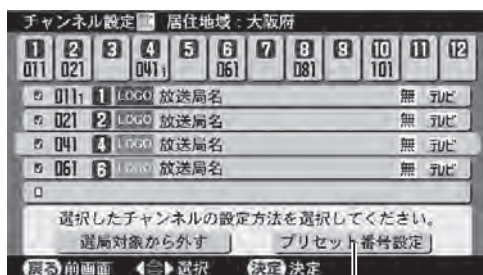 チャンネル設定 居住地域：大阪府
1 2 3 4 5 6 7 8 9 10 11 12
011 021 041₁ 061 081 101
011₁ 1 LOGO 放送局名 無 テレビ
021 2 LOGO 放送局名 無 テレビ
041 4 LOGO 放送局名 無 テレビ
061 6 LOGO 放送局名 無 テレビ
選択したチャンネルの設定方法を選択してください。
選局対象から外す プリセット番号設定
戻る 前画面 選択 決定 決定